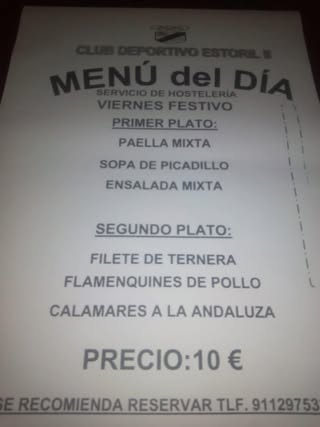 CLUB DEPORTIVO ESTORIL II
MENÚ del DÍA
SERVICIO DE HOSTELERÍA
VIERNES FESTIVO
PRIMER PLATO:
PAELLA MIXTA
SOPA DE PICADILLO
ENSALADA MIXTA
SEGUNDO PLATO:
FILETE DE TERNERA
FLAMENQUINES DE POLLO
CALAMARES A LA ANDALUZA
PRECIO:10 €
SE RECOMIENDA RESERVAR TLF. 91129753